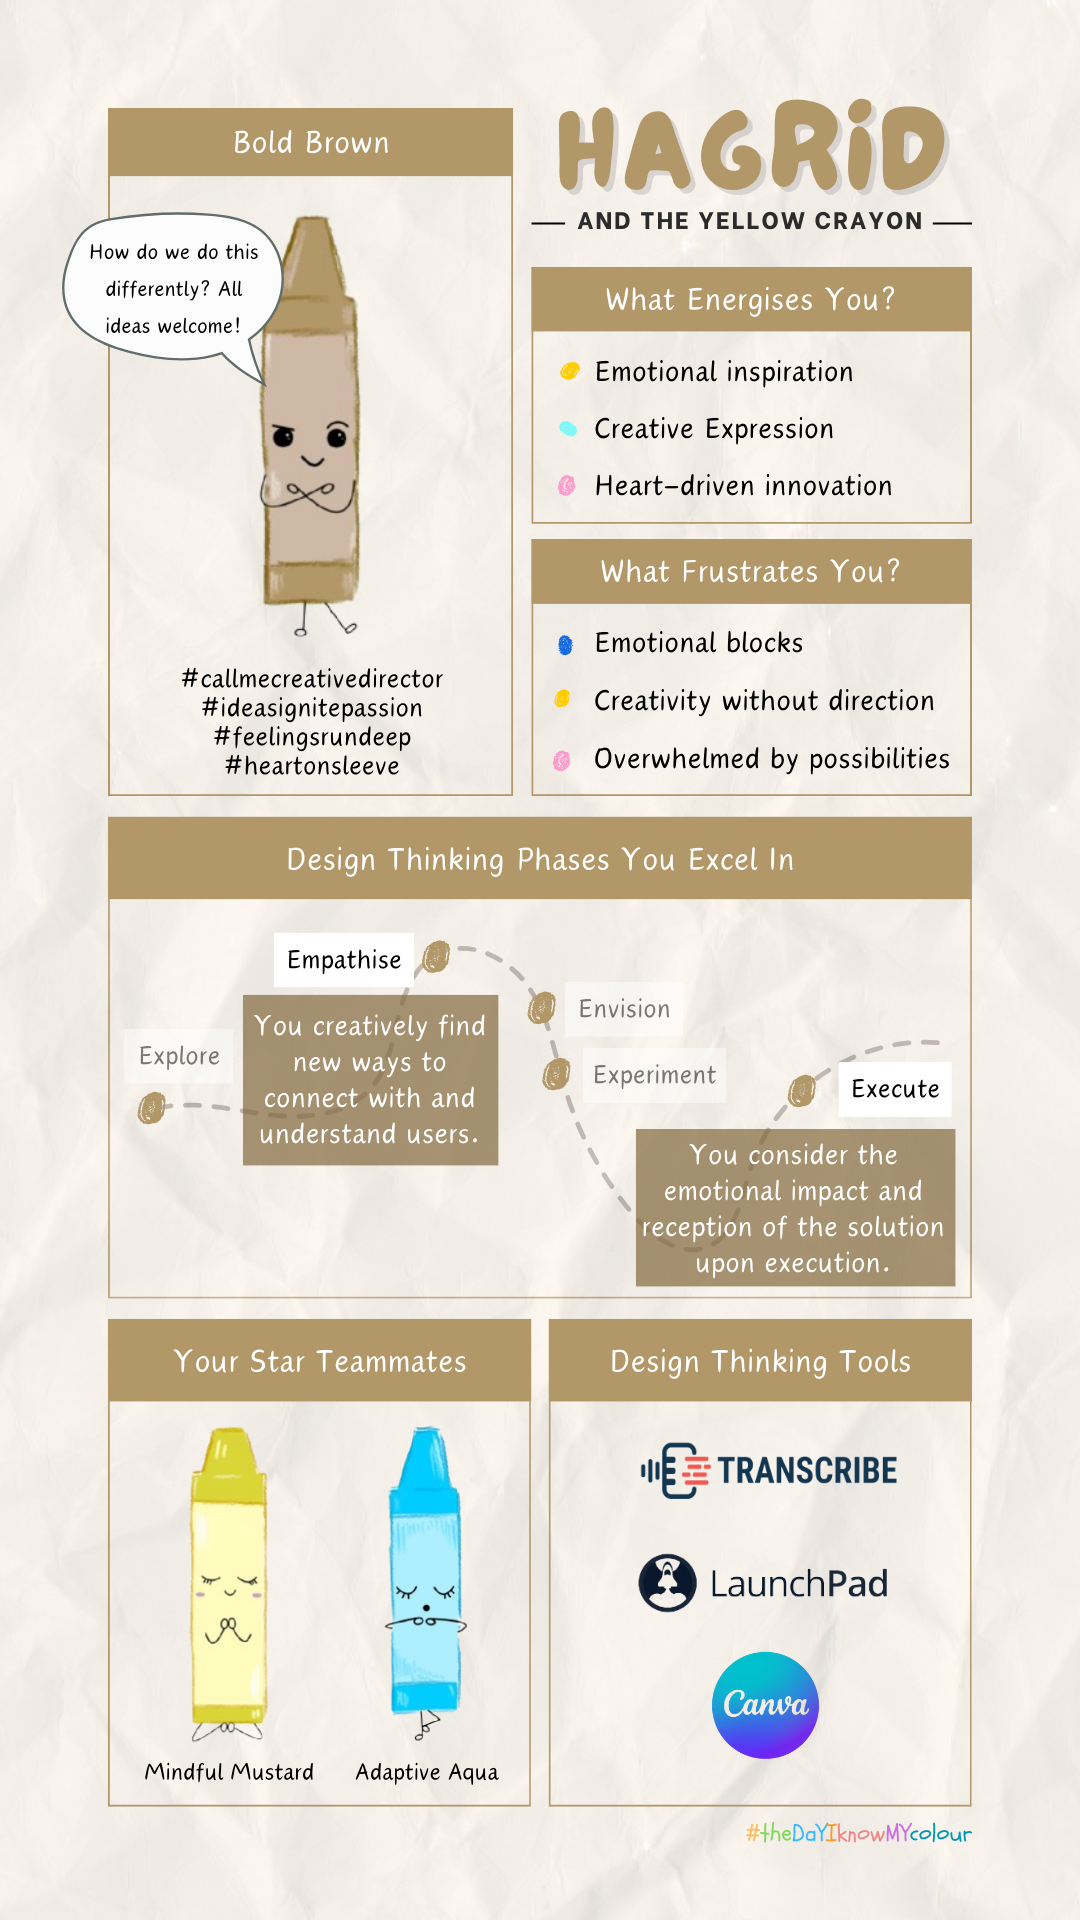 Bold Brown
How do we do this
differently? All
ideas welcome!
#callmecreativedirector
#ideasignitepassion
#feelingsrundeep
#heartonsleeve
HAGRiD
AND THE YELLOW CRAYON
What Energises You?
Emotional inspiration
Creative Expression
Heart-driven innovation
What Frustrates You?
Emotional blocks
Creativity without direction
Overwhelmed by possibilities
Design Thinking Phases You Excel In
Explore
Empathise
You creatively find
new ways to
connect with and
understand users.
Envision
Experiment
Execute
You consider the
emotional impact and
reception of the solution
upon execution.
Your Star Teammates
Mindful Mustard
Adaptive Aqua
Design Thinking Tools
TRANSCRIBE
LaunchPad
Canva
#theDaYIknowMYcolour